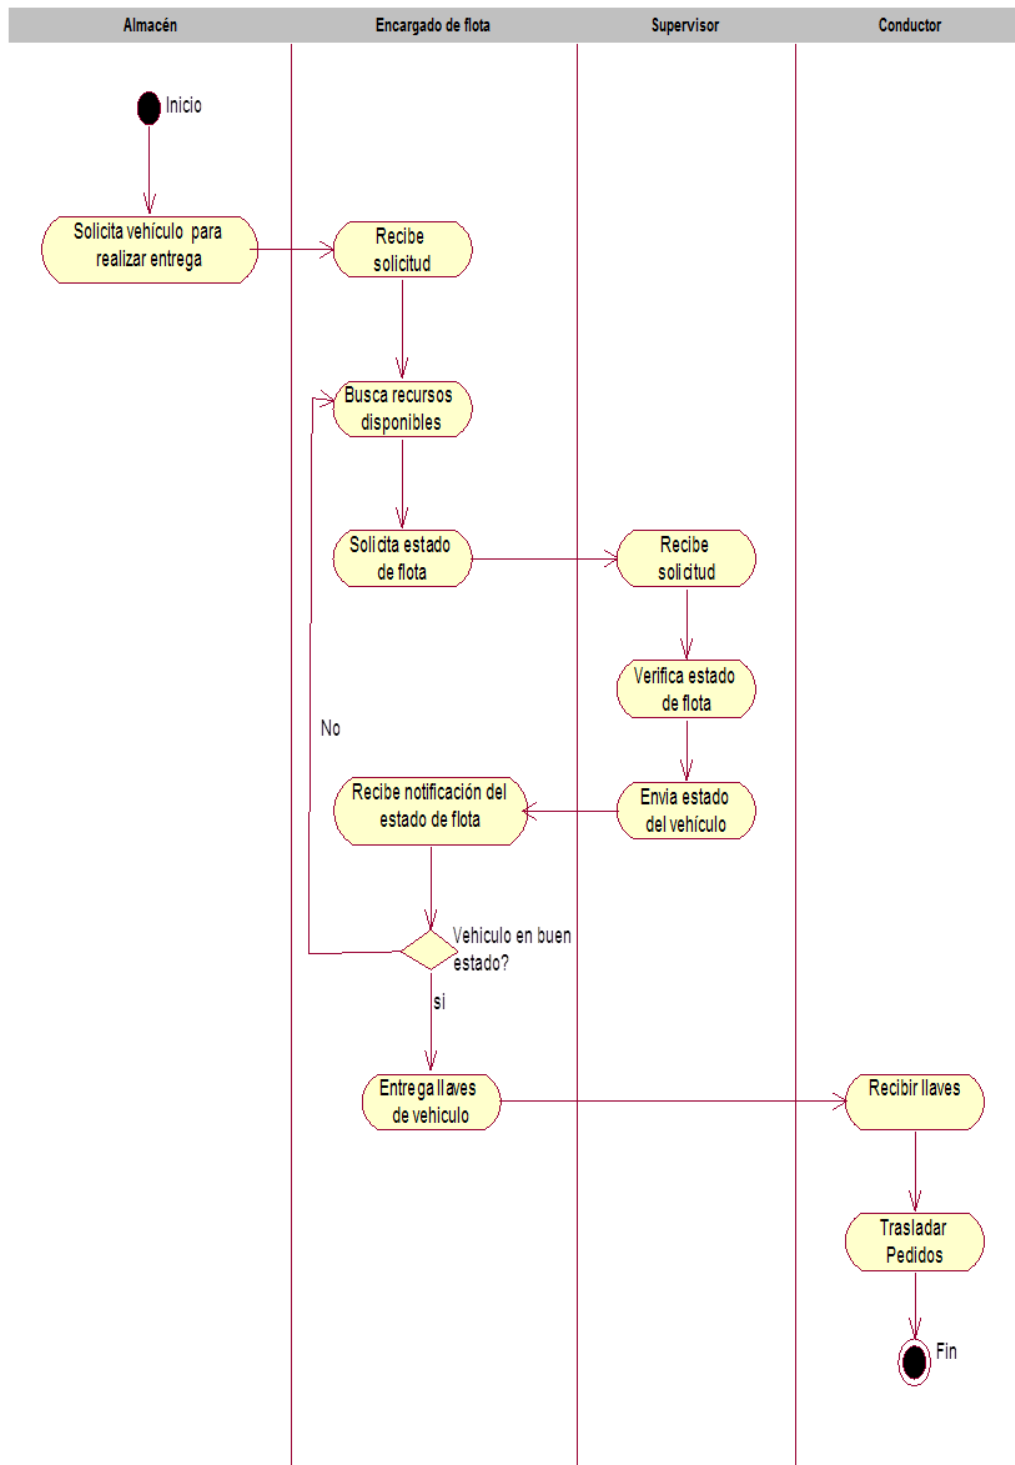 Almacén
Encargado de flota
Supervisor
Conductor
Inicio
Solicita vehículo para
realizar entrega
Recibe
solicitud
Busca recursos
disponibles
Solicita estado
de flota
Recibe
solicitud
Verifica estado
de flota
No
Recibe notificación del
estado de flota
Envia estado
del vehículo
Vehiculo en buen
estado?
si
Entrega llaves
de vehiculo
Recibir llaves
Trasladar
Pedidos
Fin